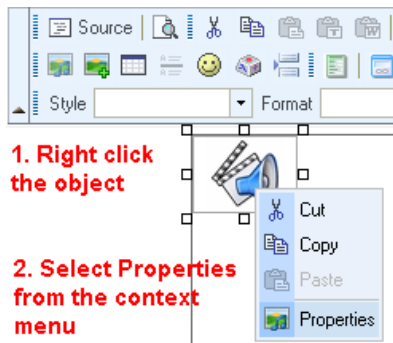 Source
Style Format
1. Right click
the object
Cut
Copy
2. Select Properties
from the context
menu
Paste
Properties